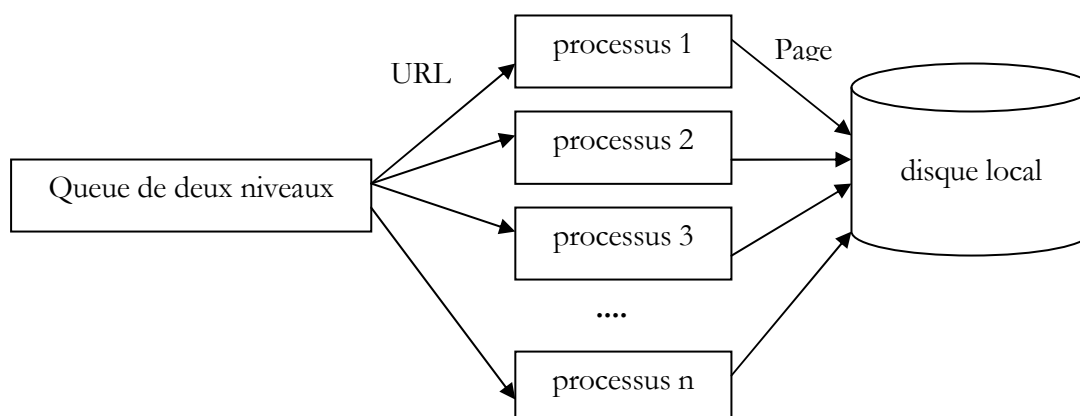 processus 1
Page
URL
processus 2
disque local
Queue de deux niveaux
processus 3
....
processus n